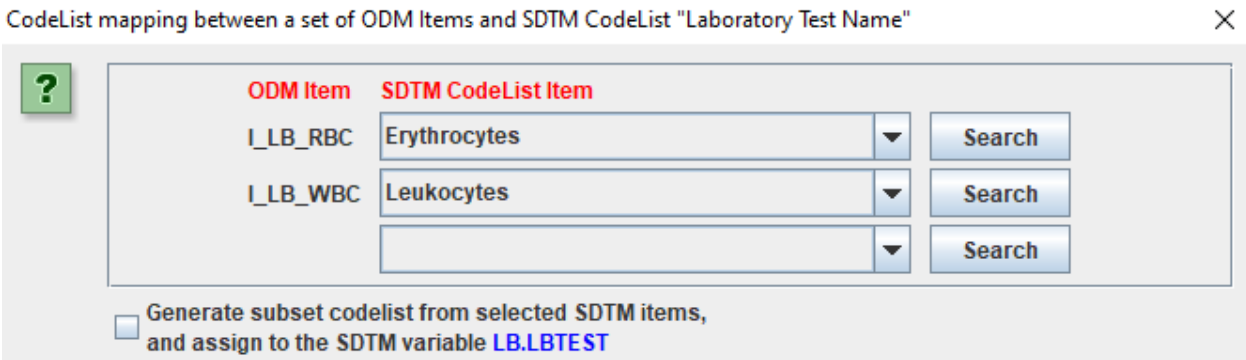 CodeList mapping between a set of ODM Items and SDTM CodeList "Laboratory Test Name"
?
ODM Item SDTM CodeList Item
I_LB_RBC Erythrocytes Search
I_LB_WBC Leukocytes Search
Search
Generate subset codelist from selected SDTM items,
and assign to the SDTM variable LB.LBTEST